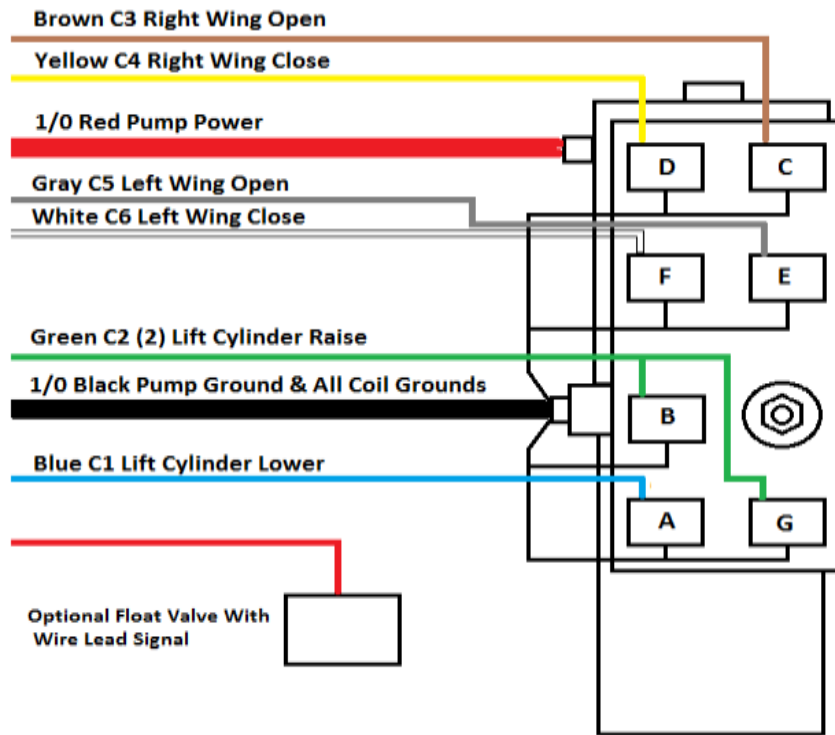 Brown C3 Right Wing Open
Yellow C4 Right Wing Close
1/0 Red Pump Power
D
C
Gray C5 Left Wing Open
White C6 Left Wing Close
F
E
Green C2 (2) Lift Cylinder Raise
1/0 Black Pump Ground & All Coil Grounds
B
Blue C1 Lift Cylinder Lower
A
G
Optional Float Valve With
Wire Lead Signal